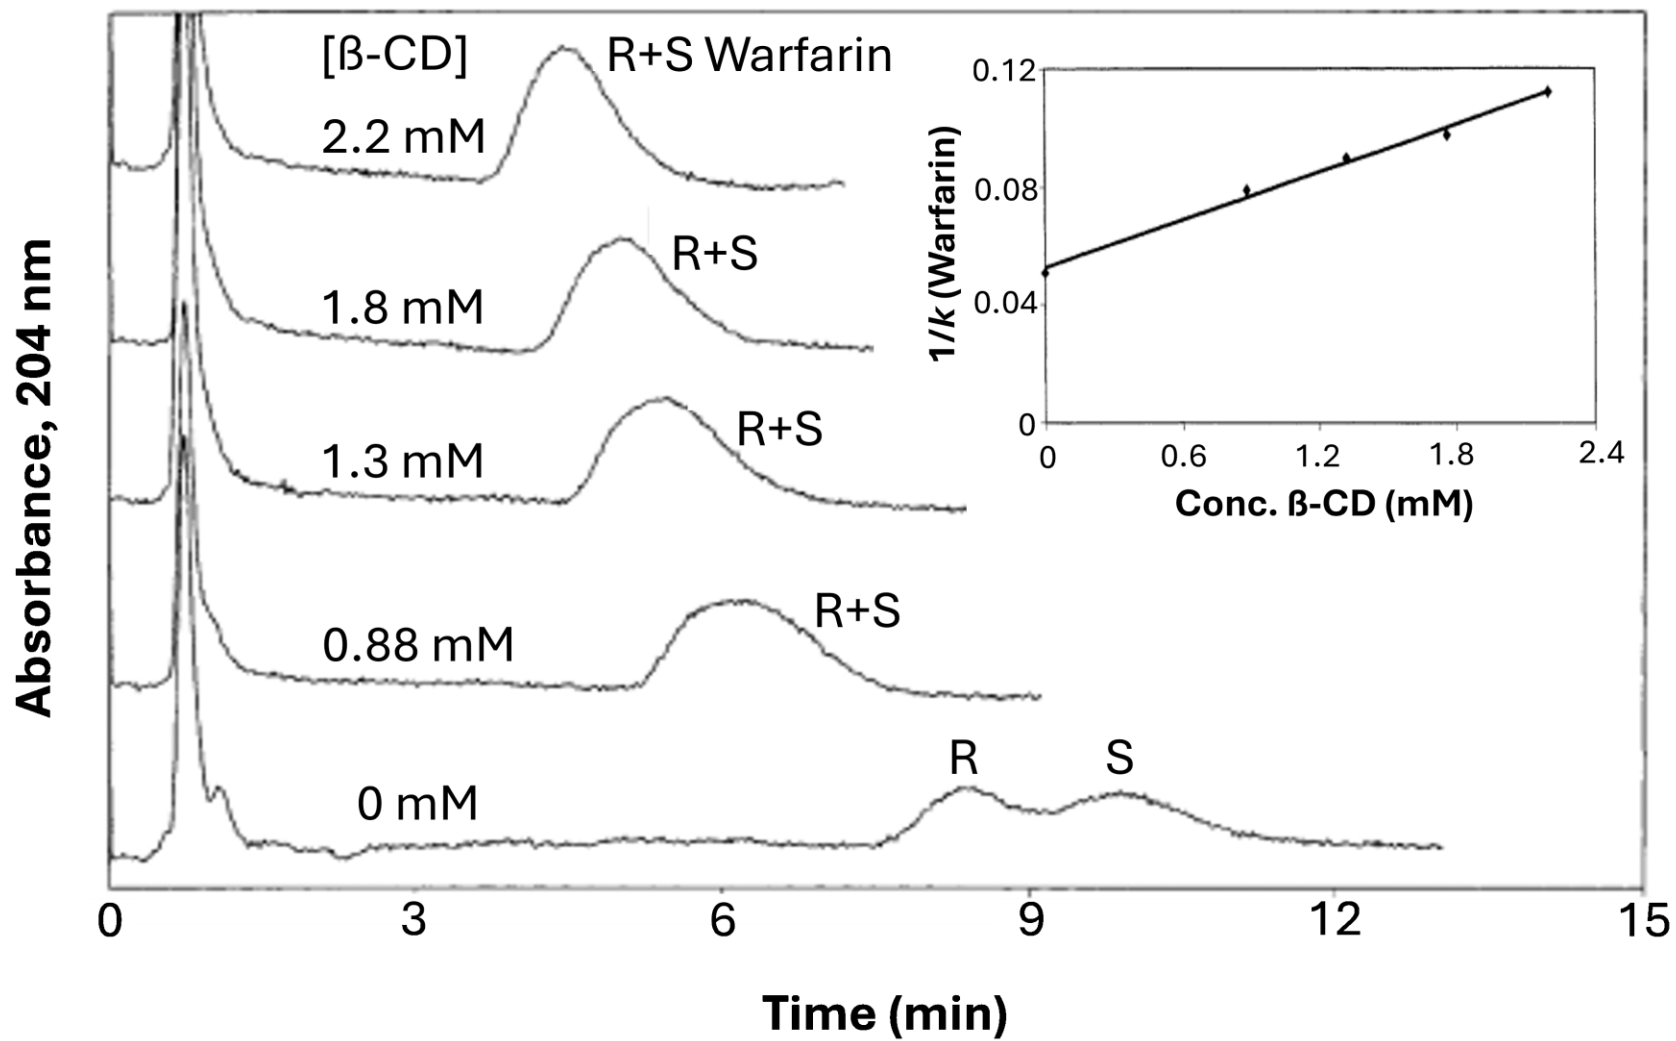 [ß-CD]
R+S Warfarin
2.2 mM
R+S
1.8 mM
R+S
1.3 mM
R+S
0.88 mM
R
S
0 mM
Absorbance, 204 nm
0
3
6
9
12
15
Time (min)
0.12
0.08
0.04
0
1/k (Warfarin)
0
0.6
1.2
1.8
2.4
Conc. ß-CD (mM)